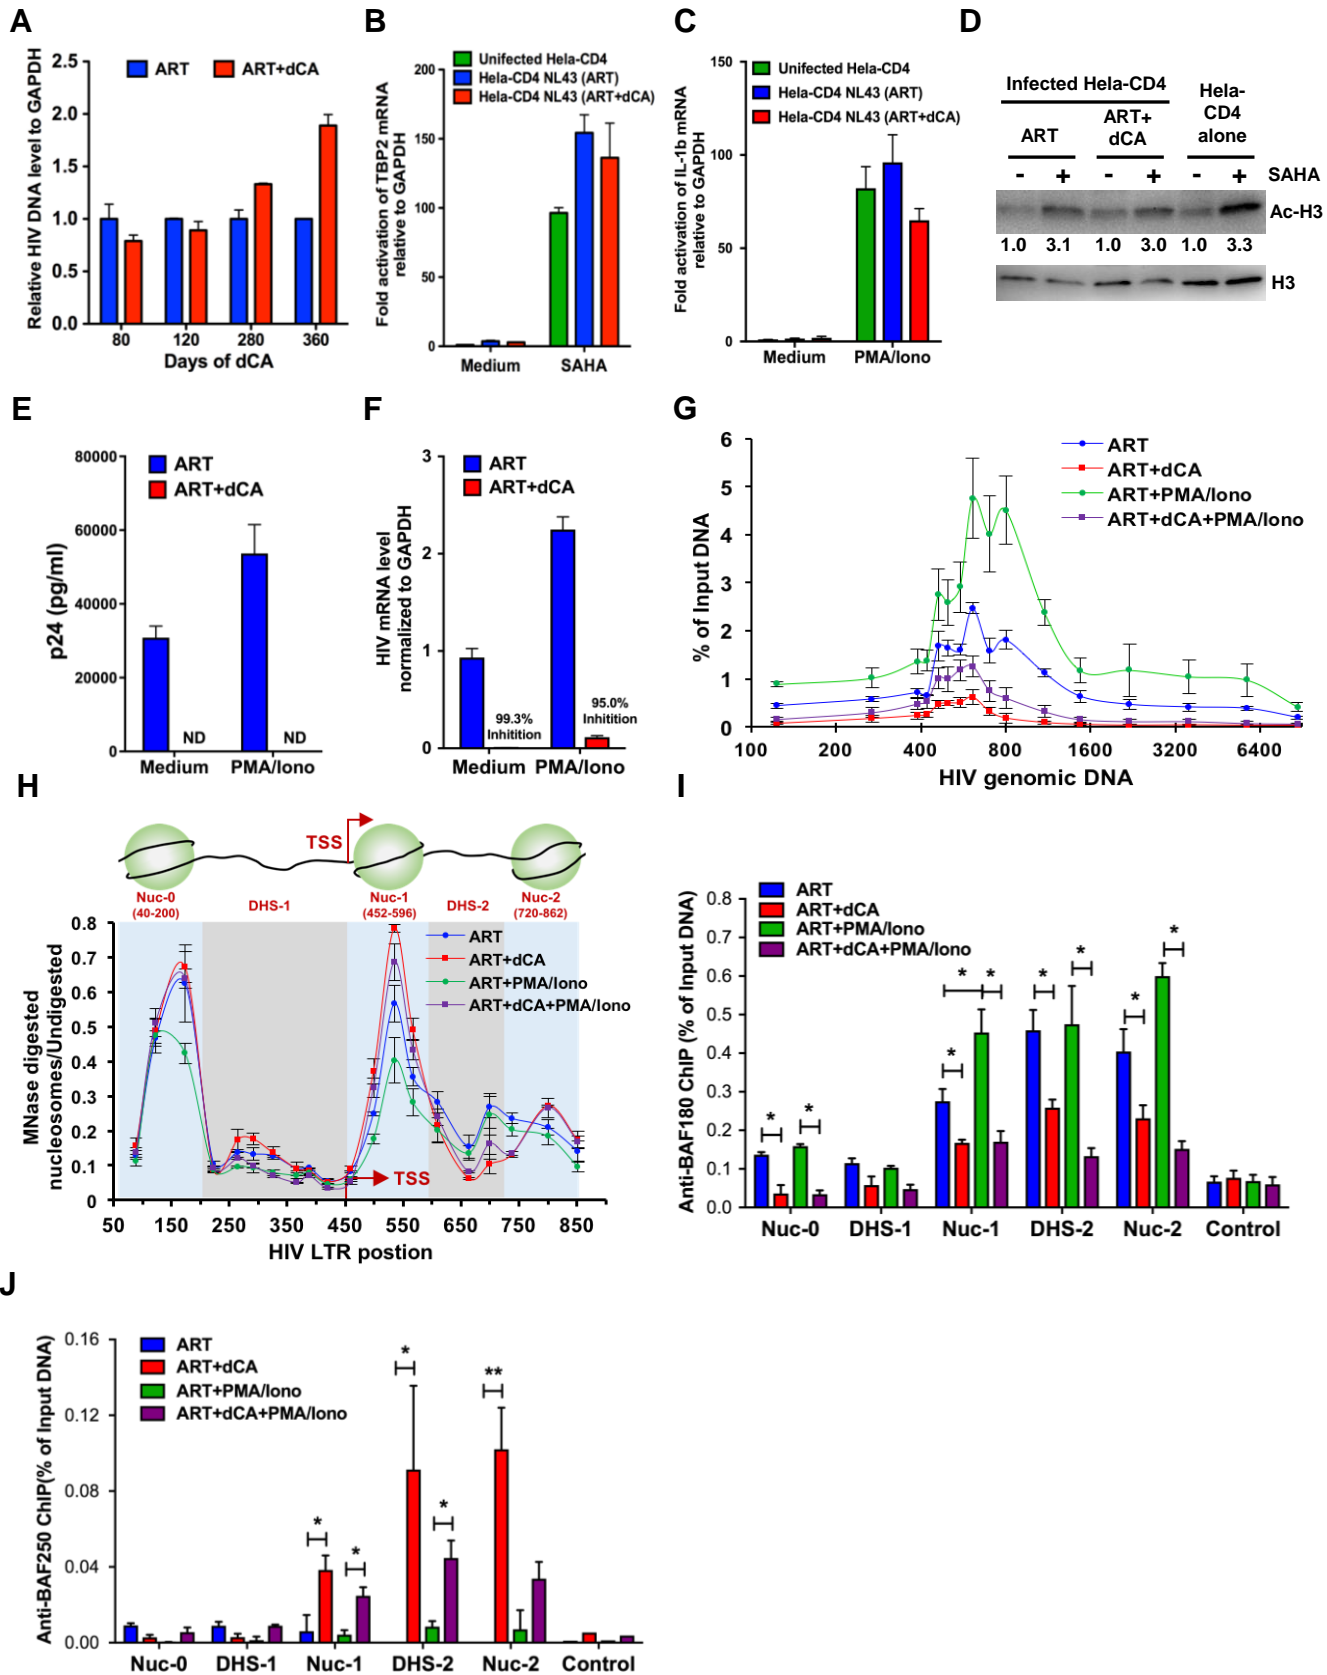 A
Relative HIV DNA level to GAPDH
2.5
2.0
1.5
1.0
0.5
0.0
ART
ART+dCA
80
120
280
360
Days of dCA
B
Fold activation of TBP2 mRNA
relative to GAPDH
Unifected Hela-CD4
Hela-CD4 NL43 (ART)
Hela-CD4 NL43 (ART+dCA)
200
150
100
50
0
Medium
SAHA
C
Fold activation of IL-1b mRNA
relative to GAPDH
150
100
50
0
Unifected Hela-CD4
Hela-CD4 NL43 (ART)
Hela-CD4 NL43 (ART+dCA)
Medium
PMA/Iono
D
Infected Hela-CD4
Hela-
CD4
alone
ART
ART+
dCA
- + - + - + SAHA
Ac-H3
1.0 3.1 1.0 3.0 1.0 3.3
H3
E
p24 (pg/ml)
80000
60000
40000
20000
0
ART
ART+dCA
ND
ND
Medium
PMA/Iono
F
HIV mRNA level
normalized to GAPDH
3
2
1
0
ART
ART+dCA
99.3%
Inhitition
95.0%
Inhitition
Medium
PMA/Iono
G
% of Input DNA
6
5
4
3
2
1
0
ART
ART+dCA
ART+PMA/Iono
ART+dCA+PMA/Iono
100 200 400 800 1600 3200 6400
HIV genomic DNA
H
TSS
Nuc-0
(40-200)
DHS-1
Nuc-1
(452-596)
DHS-2
Nuc-2
(720-862)
MNase digested
nucleosomes/Undigested
0.8
0.7
0.6
0.5
0.4
0.3
0.2
0.1
0
ART
ART+dCA
ART+PMA/Iono
ART+dCA+PMA/Iono
TSS
50 150 250 350 450 550 650 750 850
HIV LTR postion
I
Anti-BAF180 ChIP (% of Input DNA)
0.8
0.7
0.6
0.5
0.4
0.3
0.2
0.1
0.0
ART
ART+dCA
ART+PMA/Iono
ART+dCA+PMA/Iono
* * * * * * * * *
Nuc-0 DHS-1 Nuc-1 DHS-2 Nuc-2 Control
J
Anti-BAF250 ChIP(% of Input DNA)
0.16
0.12
0.08
0.04
0.00
ART
ART+dCA
ART+PMA/Iono
ART+dCA+PMA/Iono
* * * * **
Nuc-0 DHS-1 Nuc-1 DHS-2 Nuc-2 Control